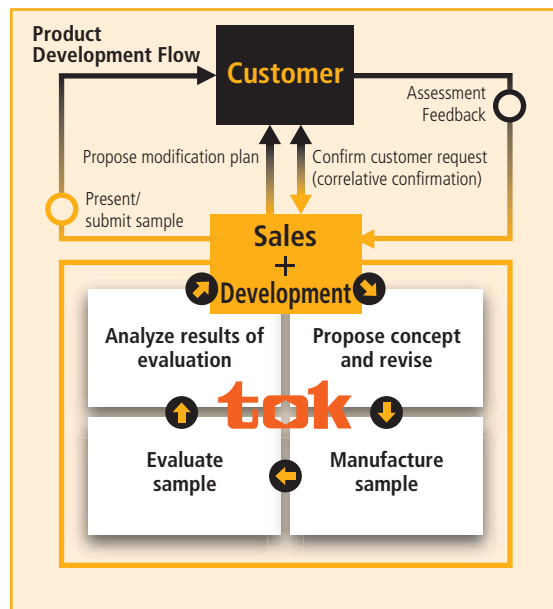 Product
Development Flow
Customer
Assessment
Feedback
Propose modification plan
Confirm customer request
(correlative confirmation)
Present/
submit sample
Sales
+
Development
Analyze results of
evaluation
Propose concept
and revise
tok
Evaluate
sample
Manufacture
sample